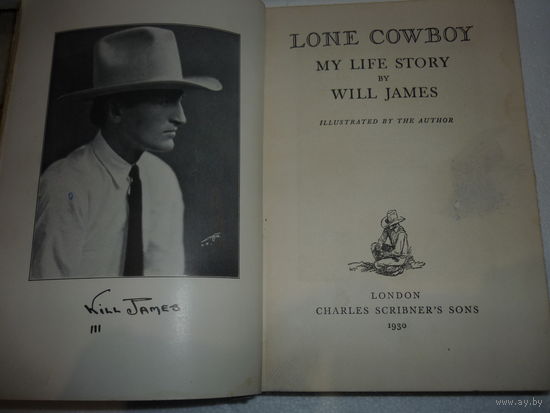 WILL JAMES
III
LONE COWBOY
MY LIFE STORY
BY
WILL JAMES
ILLUSTRATED BY THE AUTHOR
LONDON
CHARLES SCRIBNER'S SONS
1930
www.ay.by